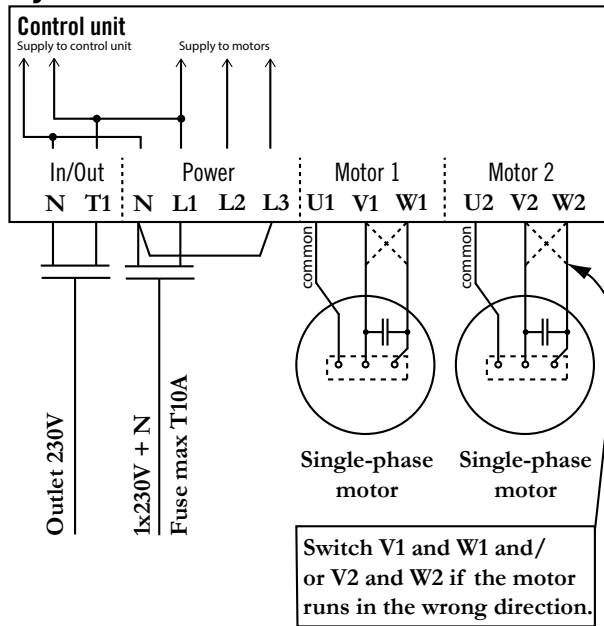 Control unit
Supply to control unit
Supply to motors
In/Out
Power
Motor 1
Motor 2
N T1 N L1 L2 L3 U1 V1 W1 U2 V2 W2
common
common
Outlet 230V
1x230V + N
Fuse max T10A
Single-phase
motor
Single-phase
motor
Switch V1 and W1 and/
or V2 and W2 if the motor
runs in the wrong direction.